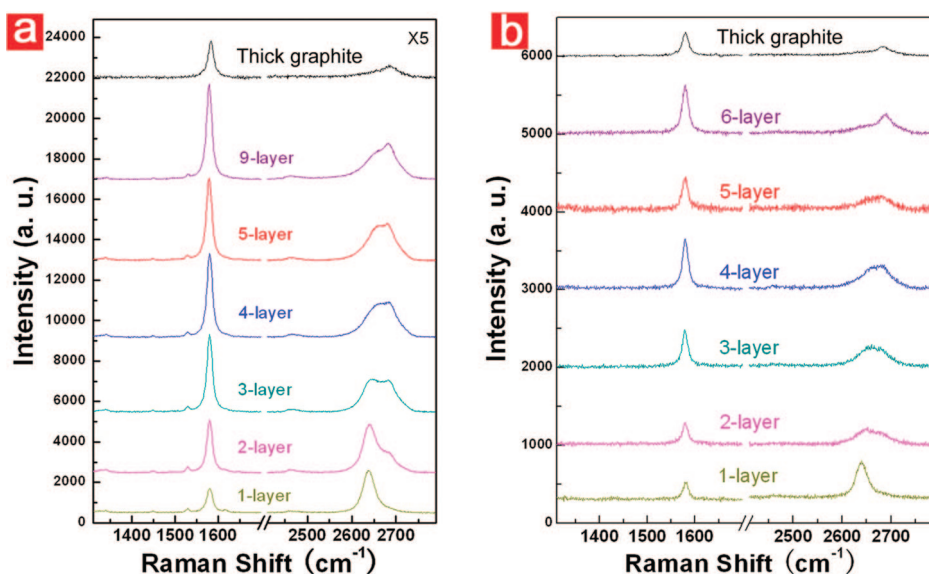 a
X5
Thick graphite
9-layer
5-layer
4-layer
3-layer
2-layer
1-layer
24000
22000
20000
18000
16000
14000
12000
10000
8000
6000
4000
2000
0
Intensity (a. u.)
1400 1600 2500 2600 2700
Raman Shift (cm⁻¹)
b
Thick graphite
6-layer
5-layer
4-layer
3-layer
2-layer
1-layer
6000
5000
4000
3000
2000
1000
0
Intensity (a. u.)
1300 1400 1500 1600 2500 2600 2700
Raman Shift (cm⁻¹)